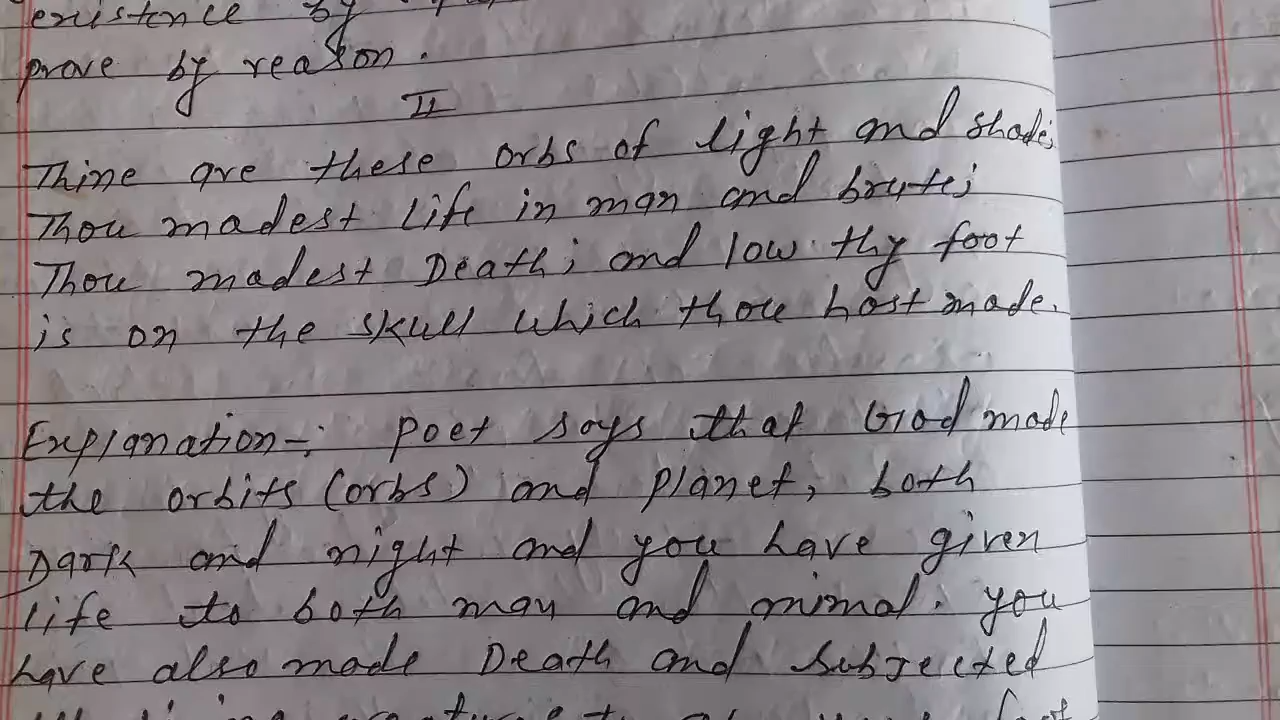 existence by
prove by reason.
II
Thine are these orbs of light and shade;
Thou madest Life in man and brute;
Thou madest Death; and low thy foot
is on the skull which thou hast made.
Explanation-: Poet says that God made
the orbits (orbs) and planet, both
Dark and night and you have given
life to both man and animal. you
have also made Death and subjected